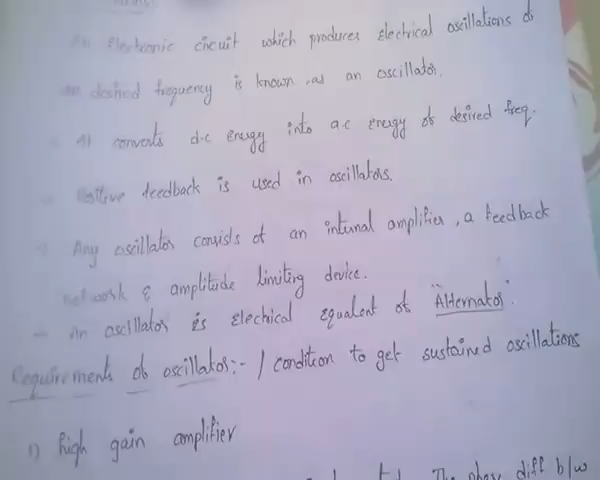 An Electronic circuit which produces Electrical oscillations of
an desired frequency is known as an oscillator.
- It converts d.c energy into a.c energy of desired freq.
- Positive feedback is used in oscillators.
- Any oscillator consists of an internal amplifier, a feedback
network & amplitude limiting device.
- An oscillator is Electrical equalent of "Alternator".
Requirements of oscillator:- / condition to get sustained oscillations
1) high gain amplifier
The phase diff b/w